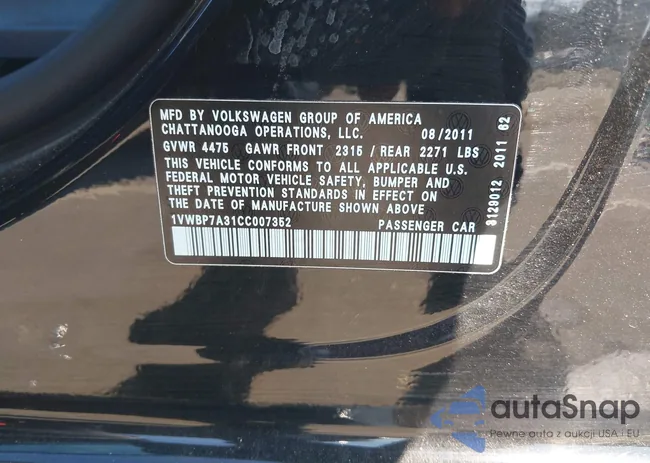 MFD BY VOLKSWAGEN GROUP OF AMERICA
CHATTANOOGA OPERATIONS, LLC. 08/2011
GVWR 4475 GAWR FRONT 2315 / REAR 2271 LBS
THIS VEHICLE CONFORMS TO ALL APPLICABLE U.S.
FEDERAL MOTOR VEHICLE SAFETY, BUMPER AND
THEFT PREVENTION STANDARDS IN EFFECT ON
THE DATE OF MANUFACTURE SHOWN ABOVE
1VWBP7A31CC007352 PASSENGER CAR
3129012 2011 62
autaSnap
Pewne auta z aukcji USA i EU